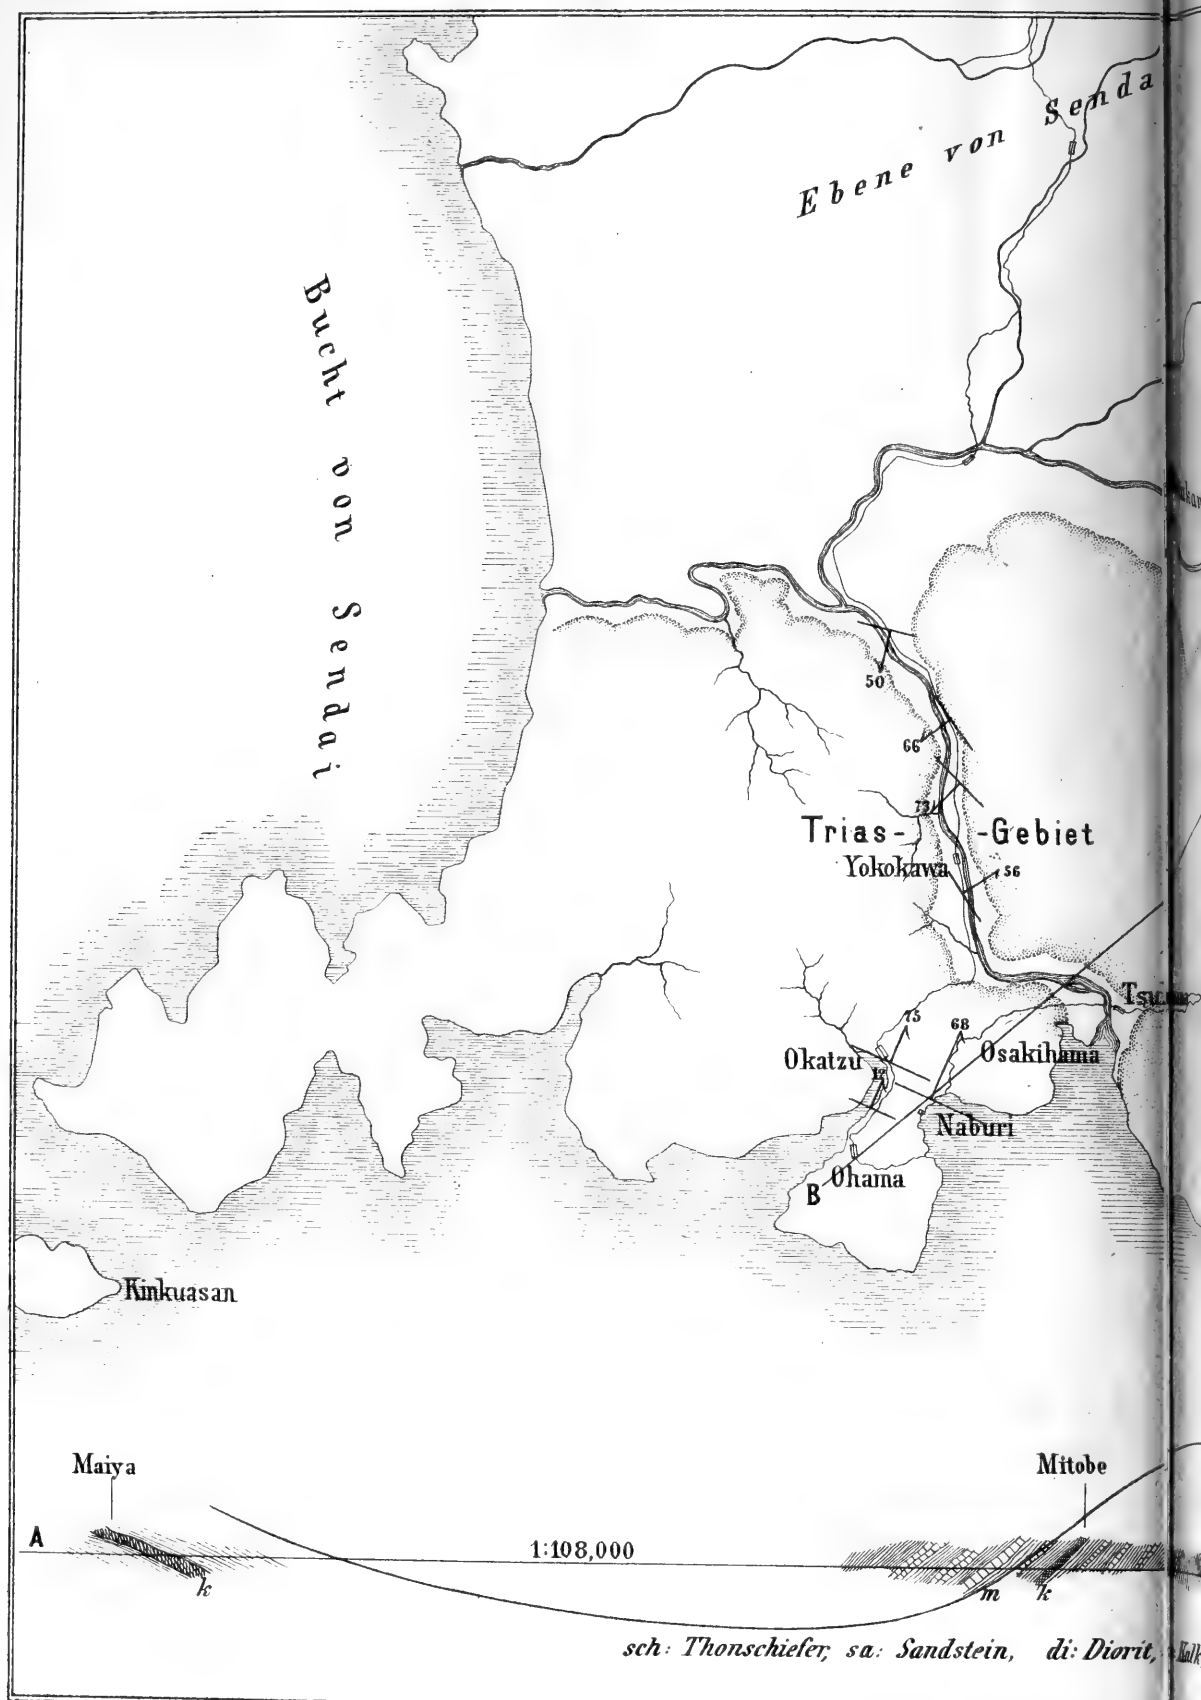 Ebene von Senda
Bucht von Sendai
50
66
73
Trias-Gebiet
Yokokawa
56
75
68
Okatzu
Osakihama
Naburi
Ohama
B
Kinkuasan
Maiya
Mitobe
A
1:108,000
k
m
k
sch: Thonschiefer, sa: Sandstein, di: Diorit,